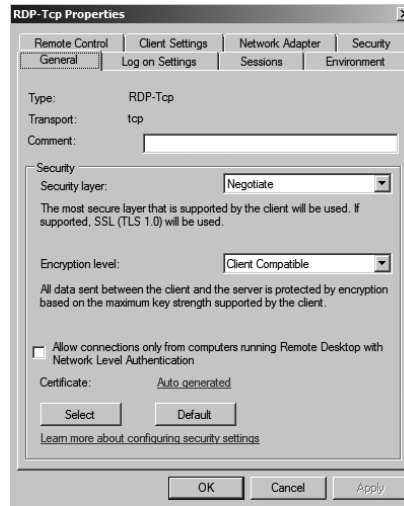 RDP-Tcp Properties
Remote Control Client Settings Network Adapter Security
General Log on Settings Sessions Environment
Type: RDP-Tcp
Transport: tcp
Comment:
Security
Security layer: Negotiate
The most secure layer that is supported by the client will be used. If
supported, SSL (TLS 1.0) will be used.
Encryption level: Client Compatible
All data sent between the client and the server is protected by encryption
based on the maximum key strength supported by the client.
Allow connections only from computers running Remote Desktop with
Network Level Authentication
Certificate: Auto generated
Select Default
Learn more about configuring security settings
OK Cancel Apply